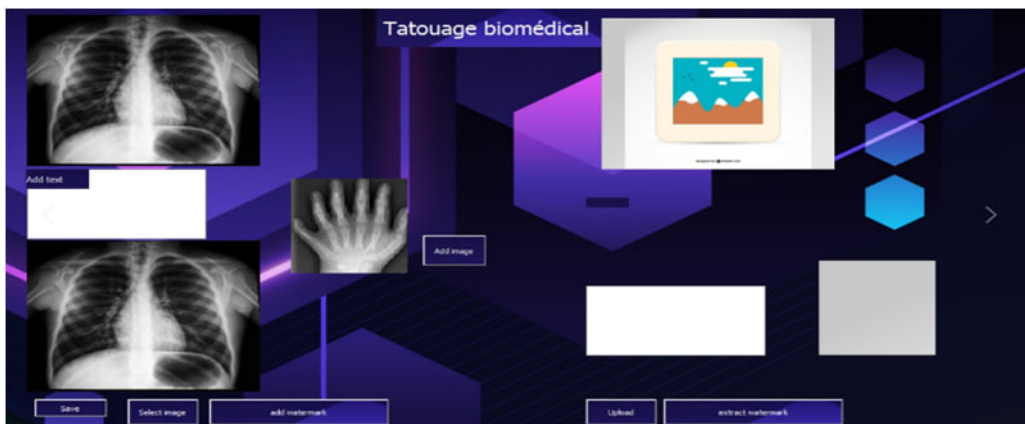 Tatouage biomédical
Add text
Add image
Save
Select image
add watermark
Upload
extract watermark